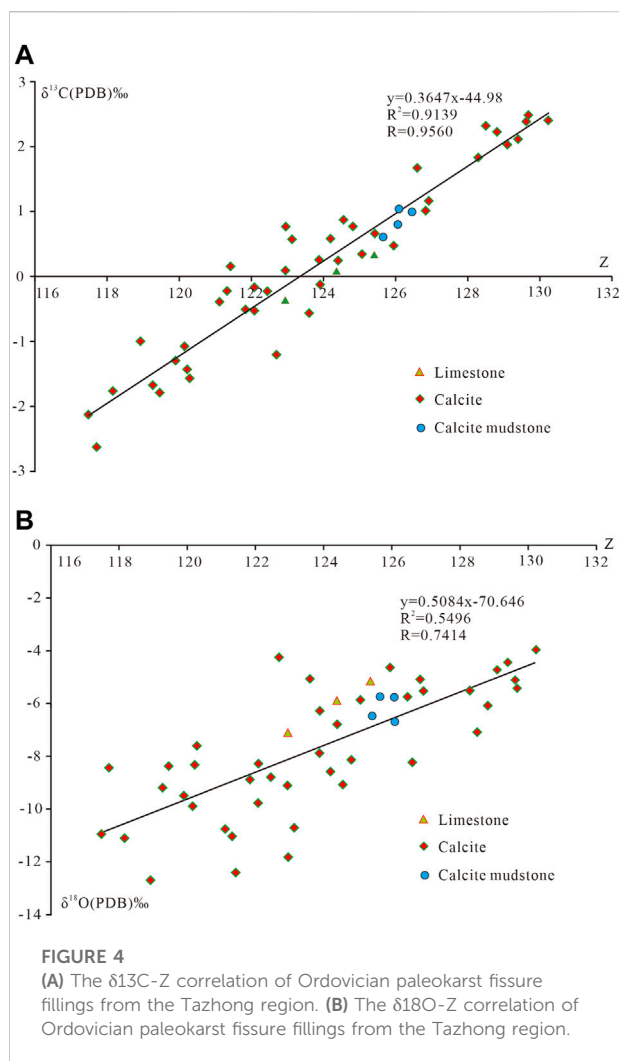 A
3
δ¹³C(PDB)‰
y=0.3647x-44.98
R²=0.9139
R=0.9560
2
1
0
Z
116 118 120 122 124 126 128 130 132
-1
Limestone
Calcite
-2
Calcite mudstone
-3
B
0
Z
116 118 120 122 124 126 128 130 132
-2
y=0.5084x-70.646
R²=0.5496
R=0.7414
-4
-6
-8
-10
Limestone
Calcite
-12
Calcite mudstone
δ¹⁸O(PDB)‰
-14
FIGURE 4
(A) The δ13C-Z correlation of Ordovician paleokarst fissure
fillings from the Tazhong region. (B) The δ18O-Z correlation of
Ordovician paleokarst fissure fillings from the Tazhong region.